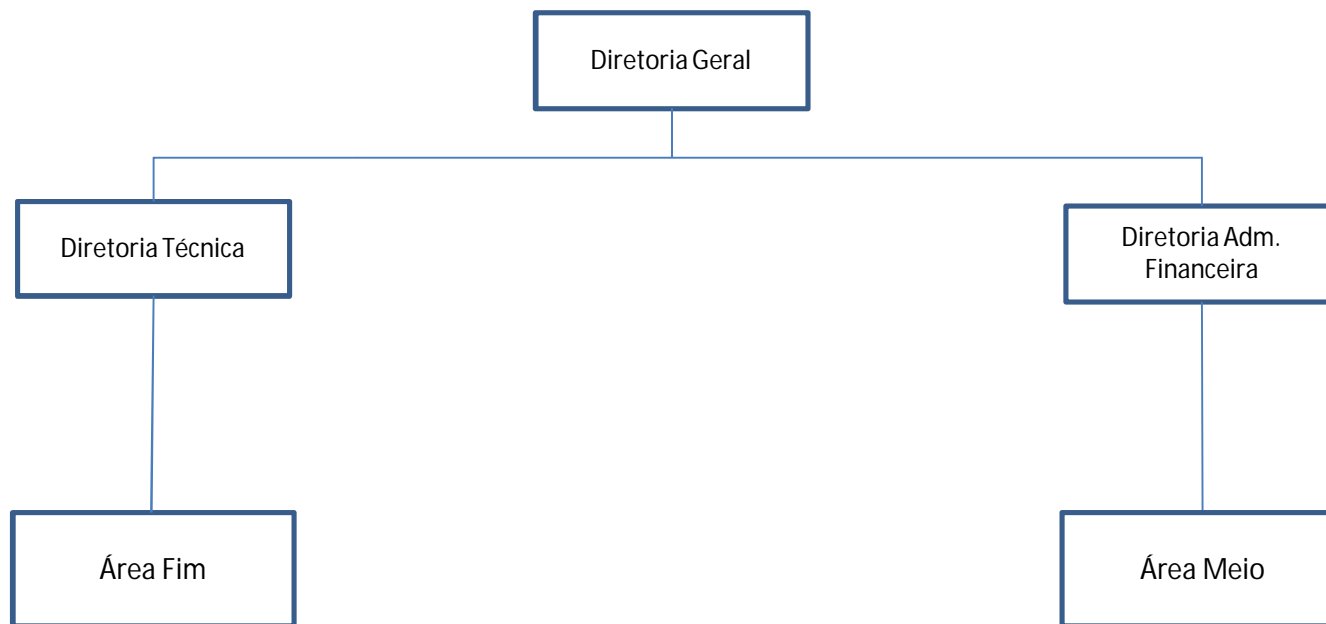 Diretoria Geral
Diretoria Técnica
Diretoria Adm.
Financeira
Área Fim
Área Meio